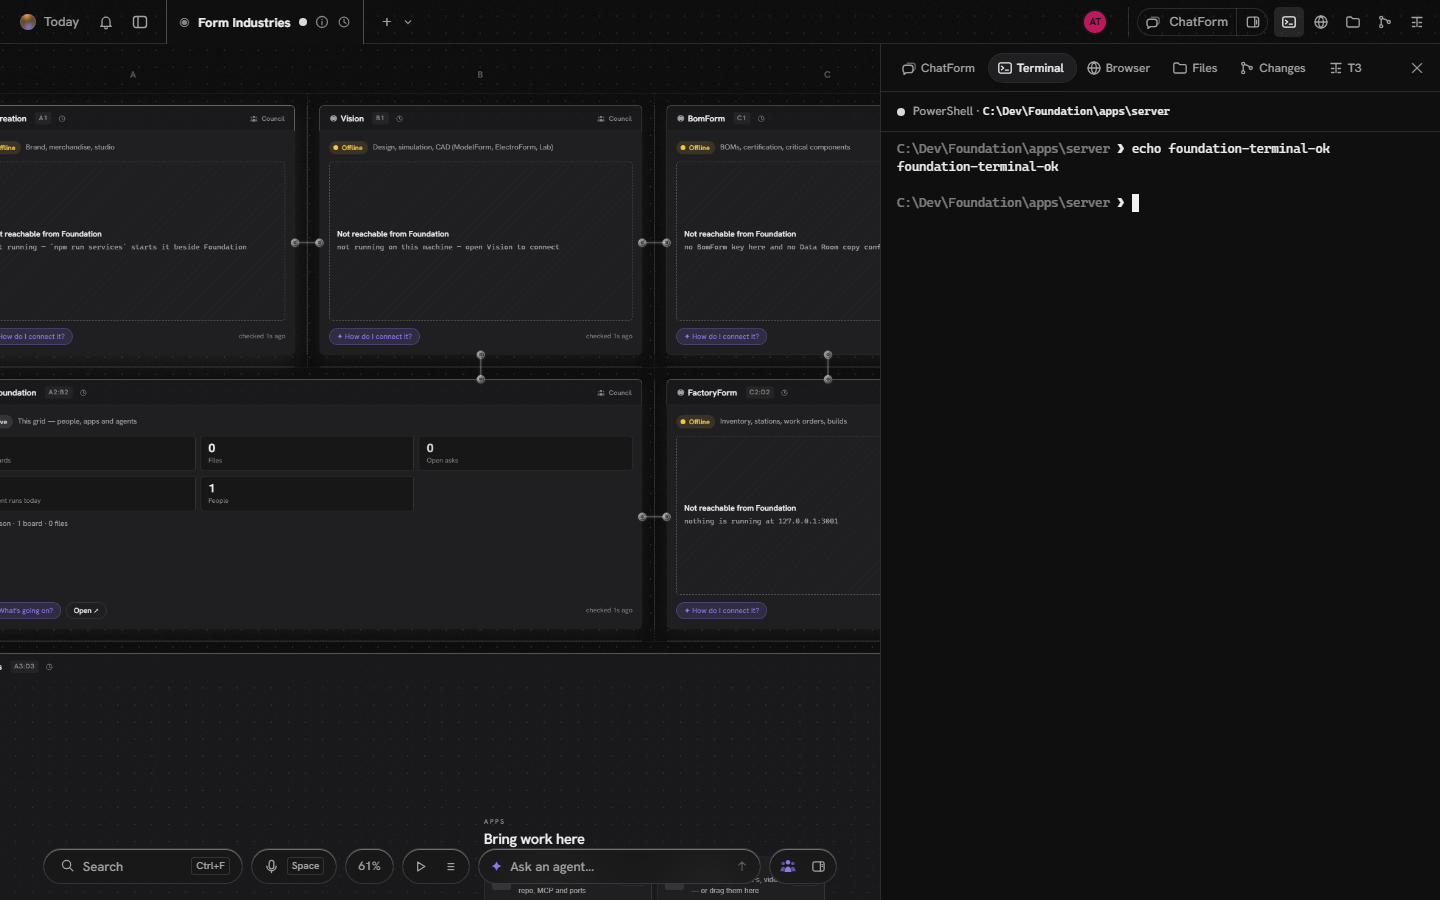 Today
Form Industries
AT
ChatForm
ChatForm
Terminal
Browser
Files
Changes
T3
PowerShell · C:\Dev\Foundation\apps\server
C:\Dev\Foundation\apps\server ❯ echo foundation-terminal-ok
foundation-terminal-ok
C:\Dev\Foundation\apps\server ❯
A
B
C
reation A1
Council
ffline
Brand, merchandise, studio
t Reachable from Foundation
t running — `npm run services` starts it beside Foundation
How do I connect it?
checked 1s ago
Vision B1
Council
Offline
Design, simulation, CAD (ModelForm, ElectroForm, Lab)
Not reachable from Foundation
not running on this machine — open Vision to connect
How do I connect it?
checked 1s ago
BomForm C1
Offline
BOMs, certification, critical components
Not reachable from Foundation
no BomForm key here and no Data Room copy conf
How do I connect it?
oundation A2:B2
Council
ve
This grid — people, apps and agents
ards
0
Files
0
Open asks
nt runs today
1
People
son · 1 board · 0 files
What's going on?
Open ↗
checked 1s ago
FactoryForm C2:D2
Offline
Inventory, stations, work orders, builds
Not reachable from Foundation
nothing is running at 127.0.0.1:3001
How do I connect it?
s A3:D3
APPS
Bring work here
Search
Ctrl+F
Space
61%
Ask an agent...
repo, MCP and ports
— or drag them here